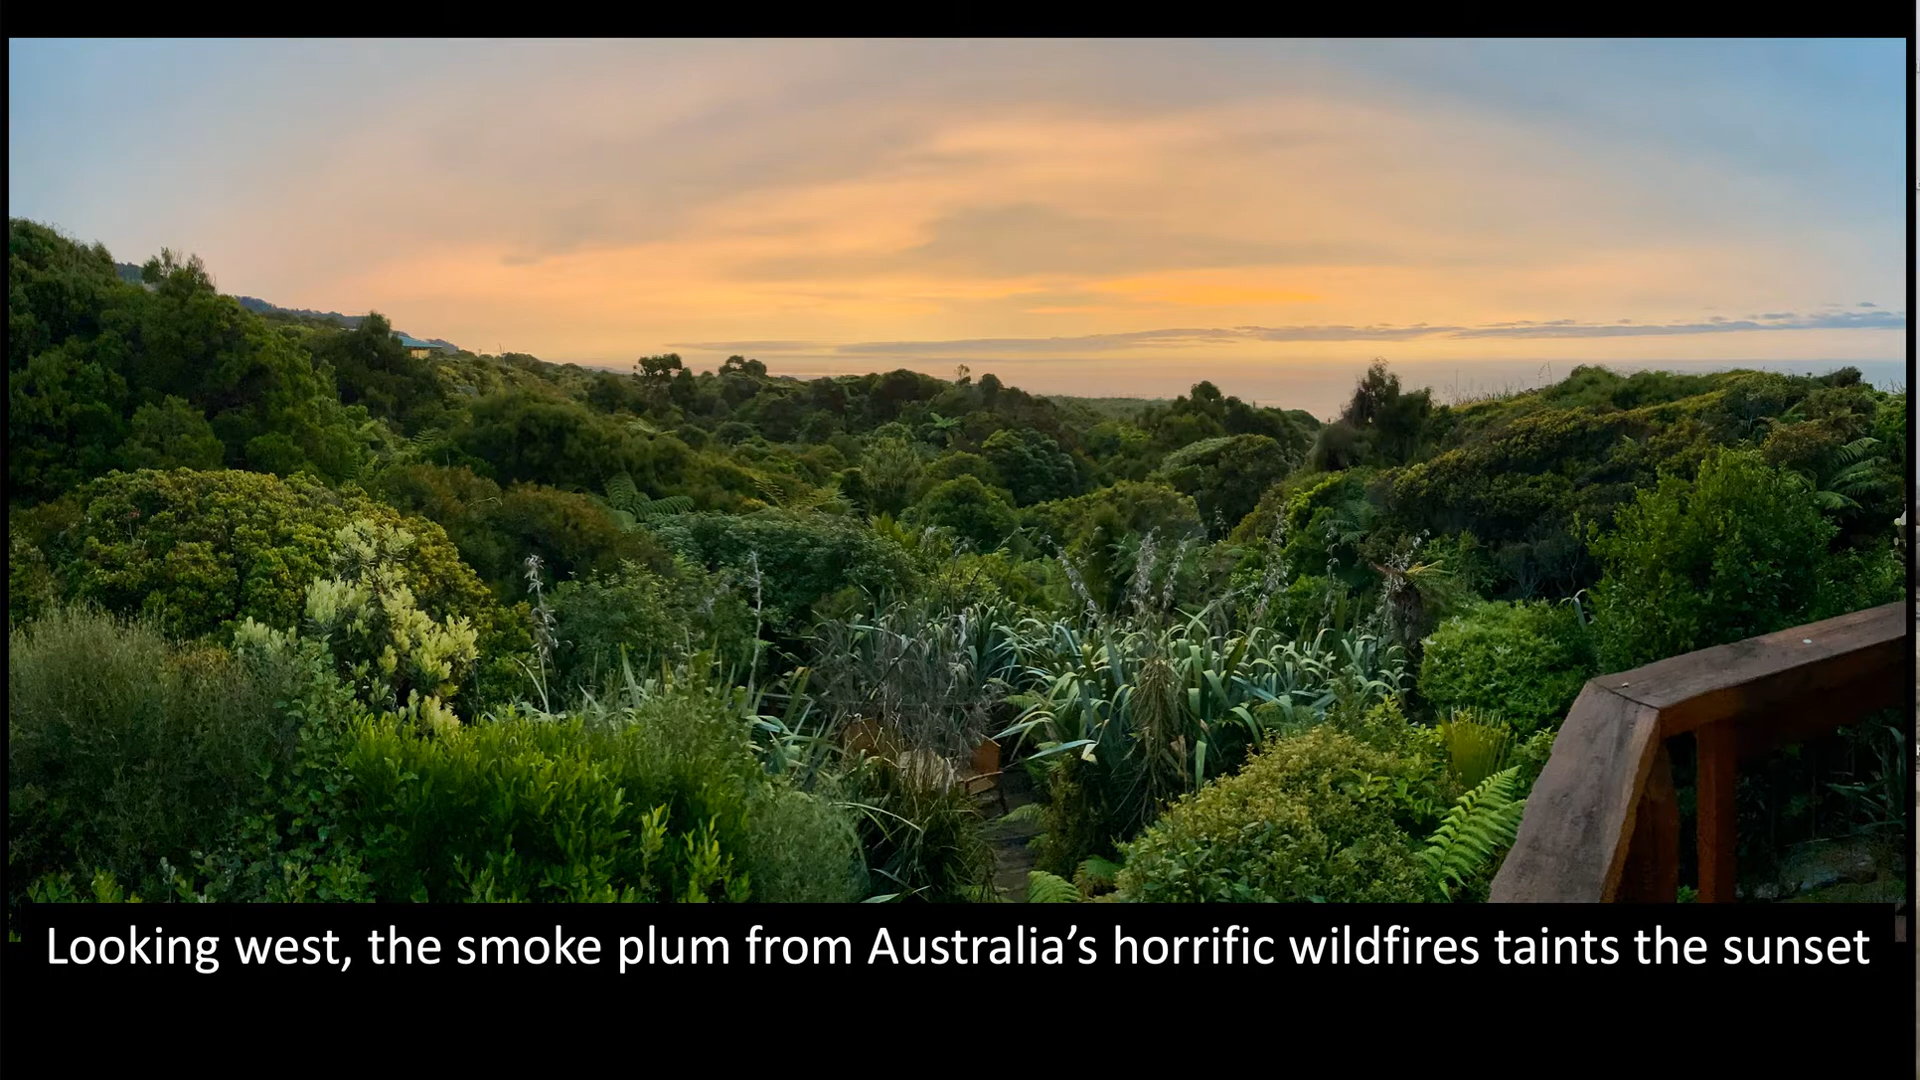 Looking west, the smoke plum from Australia’s horrific wildfires taints the sunset